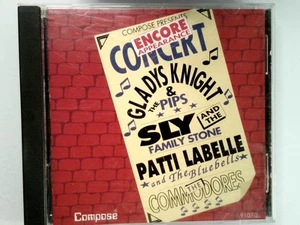 COMPOSE PRESENTS
ENCORE
APPEARANCE
CONCERT
GLADYS KNIGHT
&
THE PIPS
SLY AND THE
FAMILY STONE
PATTI LABELLE
and The Bluebells
THE
COMMODORES
Compose